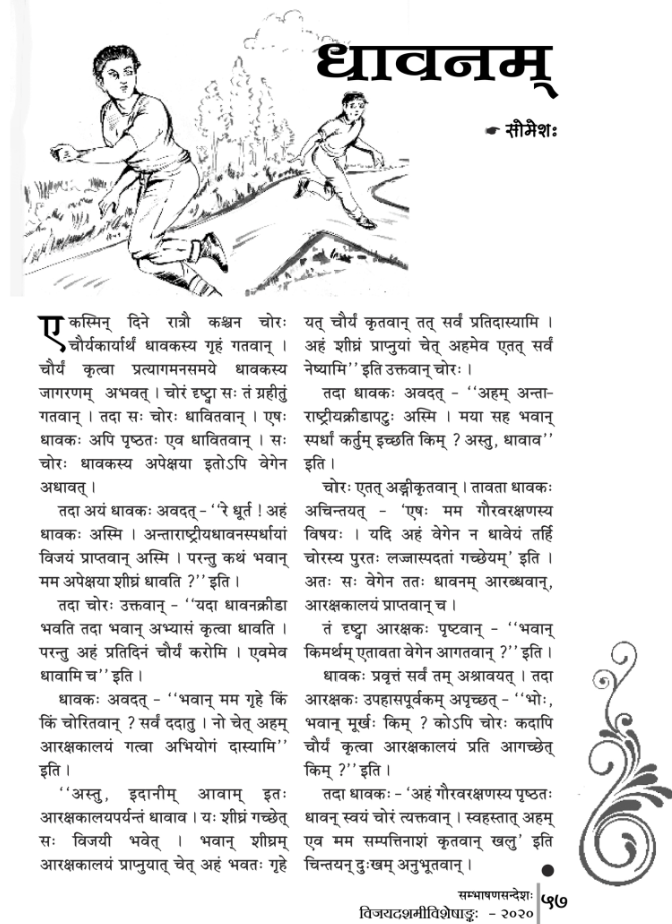 धावनम्
सोमेशः
एकस्मिन् दिने रात्रौ कश्चन चोरः
चौर्यकार्यार्थं धावकस्य गृहं गतवान् ।
चौर्यं कृत्वा प्रत्यागमनसमये धावकस्य
जागरणम् अभवत् । चोरं दृष्ट्वा सः तं ग्रहीतुं
गतवान् । तदा सः चोरः धावितवान् । एषः
धावकः अपि पृष्ठतः एव धावितवान् । सः
चोरः धावकस्य अपेक्षया इतोऽपि वेगेन
अधावत् ।
तदा अयं धावकः अवदत् - ‘‘रे धूर्त ! अहं
धावकः अस्मि । अन्ताराष्ट्रीयधावनस्पर्धायां
विजयं प्राप्तवान् अस्मि । परन्तु कथं भवान्
मम अपेक्षया शीघ्रं धावति ?’’ इति ।
तदा चोरः उक्तवान् - ‘‘यदा धावनक्रीडा
भवति तदा भवान् अभ्यासं कृत्वा धावति ।
परन्तु अहं प्रतिदिनं चौर्यं करोमि । एवमेव
धावामि च’’ इति ।
धावकः अवदत् - ‘‘भवान् मम गृहे किं
किं चोरितवान् ? सर्वं ददातु । नो चेत् अहम्
आरक्षकालयं गत्वा अभियोगं दास्यामि’’
इति ।
‘‘अस्तु, इदानीम् आवाम् इतः
आरक्षकालयपर्यन्तं धावाव । यः शीघ्रं गच्छेत्
सः विजयी भवेत् । भवान् शीघ्रम्
आरक्षकालयं प्राप्नुयात् चेत् अहं भवतः गृहे
यत् चौर्यं कृतवान् तत् सर्वं प्रतिदास्यामि ।
अहं शीघ्रं प्राप्नुयां चेत् अहमेव एतत् सर्वं
नेष्यामि’’ इति उक्तवान् चोरः ।
तदा धावकः अवदत् - ‘‘अहम् अन्ता-
राष्ट्रीयक्रीडापटुः अस्मि । मया सह भवान्
स्पर्धां कर्तुम् इच्छति किम् ? अस्तु, धावाव’’
इति ।
चोरः एतत् अङ्गीकृतवान् । तावता धावकः
अचिन्तयत् - ‘एषः मम गौरवरक्षणस्य
विषयः । यदि अहं वेगेन न धावेयं तर्हि
चोरस्य पुरतः लज्जास्पदतां गच्छेयम्’ इति ।
अतः सः वेगेन ततः धावनम् आरब्धवान्,
आरक्षकालयं प्राप्तवान् च ।
तं दृष्ट्वा आरक्षकः पृष्टवान् - ‘‘भवान्
किमर्थम् एतावता वेगेन आगतवान् ?’’ इति ।
धावकः प्रवृत्तं सर्वं तम् अश्रावयत् । तदा
आरक्षकः उपहासपूर्वकम् अपृच्छत् - ‘‘भोः,
भवान् मूर्खः किम् ? कोऽपि चोरः कदापि
चौर्यं कृत्वा आरक्षकालयं प्रति आगच्छेत्
किम् ?’’ इति ।
तदा धावकः - ‘अहं गौरवरक्षणस्य पृष्ठतः
धावन् स्वयं चोरं त्यक्तवान् । स्वहस्तात् अहम्
एव मम सम्पत्तिनाशं कृतवान् खलु’ इति
चिन्तयन् दुःखम् अनुभूतवान् ।
सम्भाषणसन्देशः
विजयदशमीविशेषाङ्कः - २०२०
५७